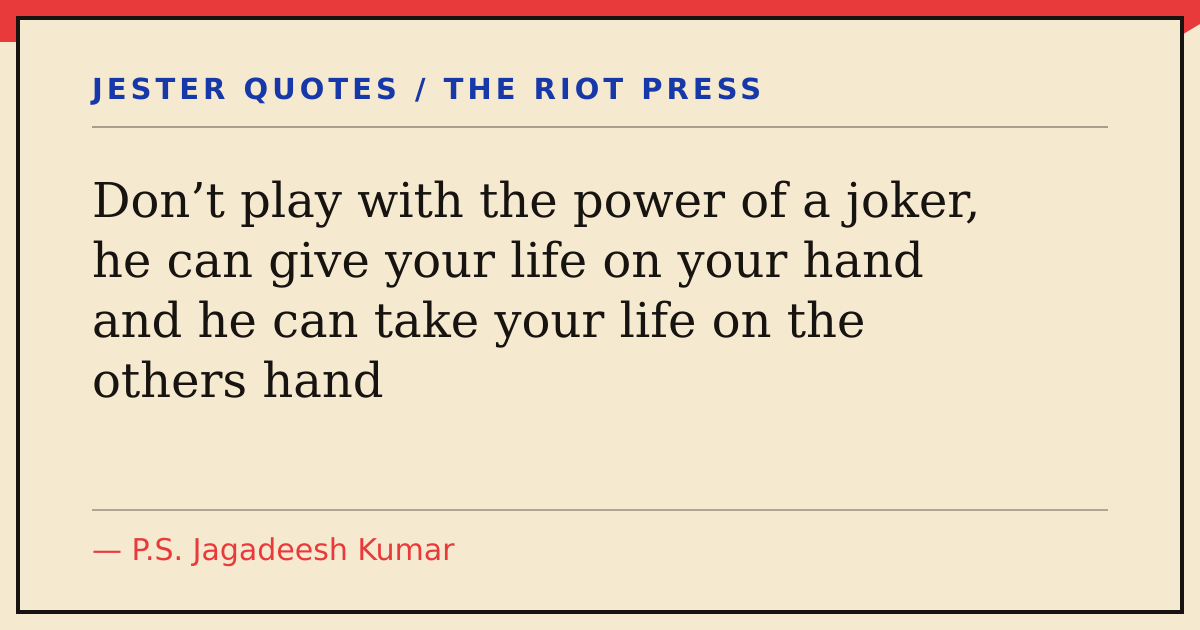 JESTER QUOTES / THE RIOT PRESS
Don’t play with the power of a joker,
he can give your life on your hand
and he can take your life on the
others hand
— P.S. Jagadeesh Kumar